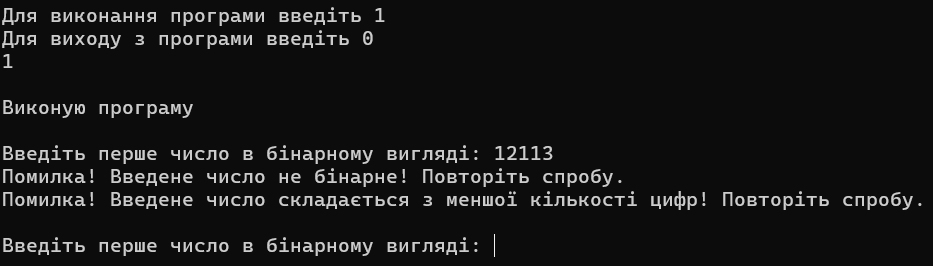 Для виконання програми введіть 1
Для виходу з програми введіть 0
1
Виконую програму
Введіть перше число в бінарному вигляді: 12113
Помилка! Введене число не бінарне! Повторіть спробу.
Помилка! Введене число складається з меншої кількості цифр! Повторіть спробу.
Введіть перше число в бінарному вигляді: